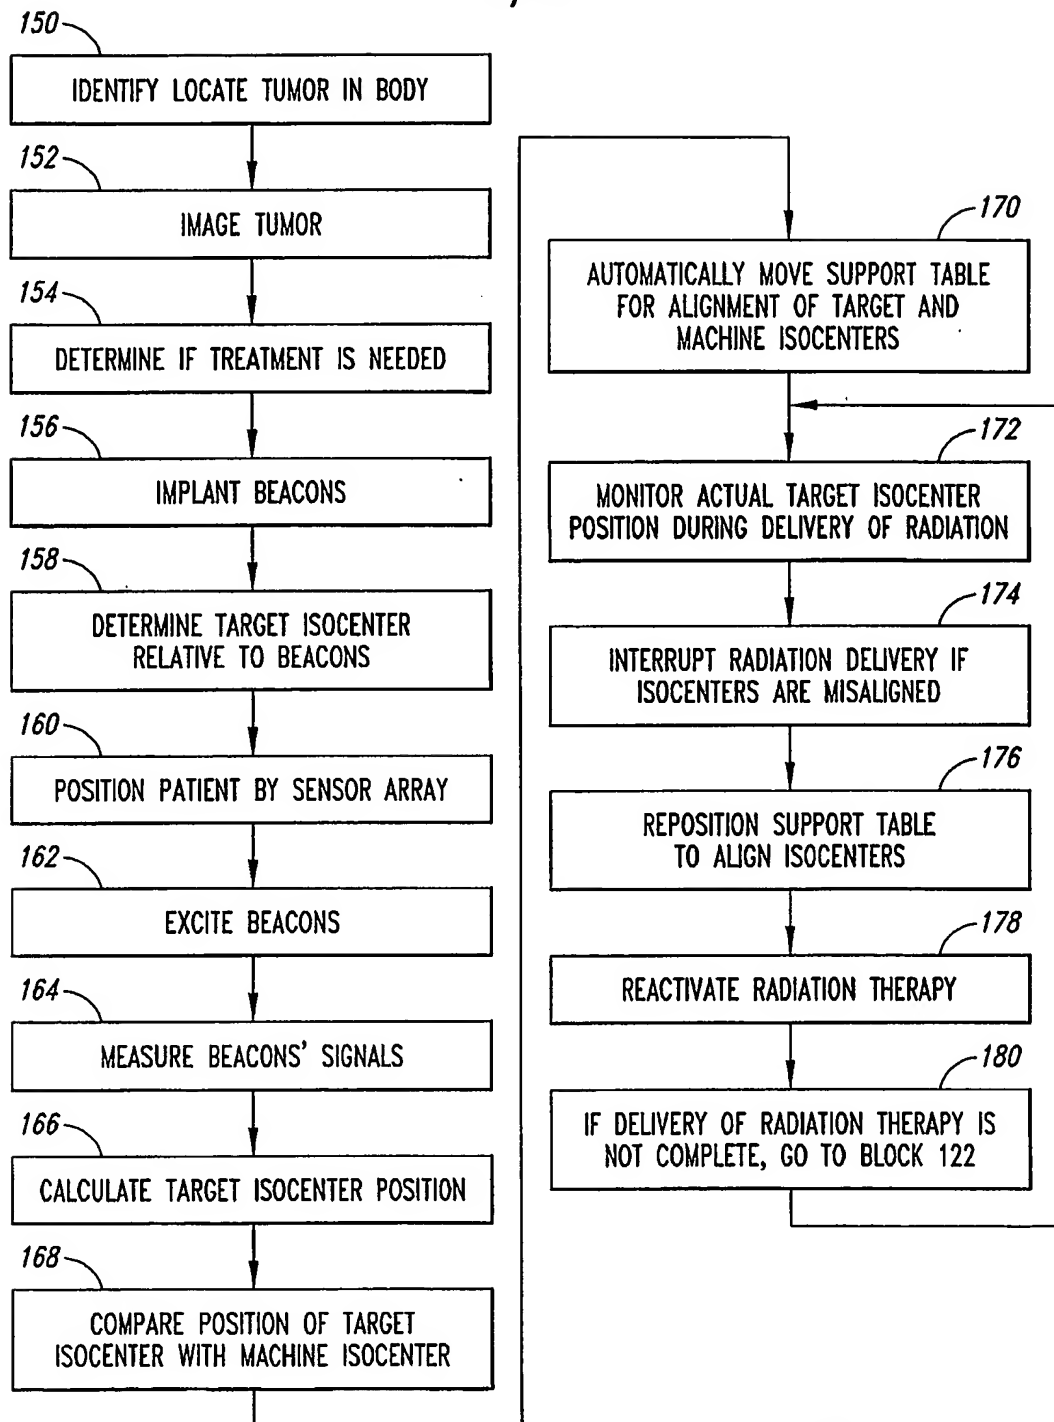 150
IDENTIFY LOCATE TUMOR IN BODY
152
IMAGE TUMOR
154
DETERMINE IF TREATMENT IS NEEDED
156
IMPLANT BEACONS
158
DETERMINE TARGET ISOCENTER
RELATIVE TO BEACONS
160
POSITION PATIENT BY SENSOR ARRAY
162
EXCITE BEACONS
164
MEASURE BEACONS' SIGNALS
166
CALCULATE TARGET ISOCENTER POSITION
168
COMPARE POSITION OF TARGET
ISOCENTER WITH MACHINE ISOCENTER
170
AUTOMATICALLY MOVE SUPPORT TABLE
FOR ALIGNMENT OF TARGET AND
MACHINE ISOCENTERS
172
MONITOR ACTUAL TARGET ISOCENTER
POSITION DURING DELIVERY OF RADIATION
174
INTERRUPT RADIATION DELIVERY IF
ISOCENTERS ARE MISALIGNED
176
REPOSITION SUPPORT TABLE
TO ALIGN ISOCENTERS
178
REACTIVATE RADIATION THERAPY
180
IF DELIVERY OF RADIATION THERAPY IS
NOT COMPLETE, GO TO BLOCK 122